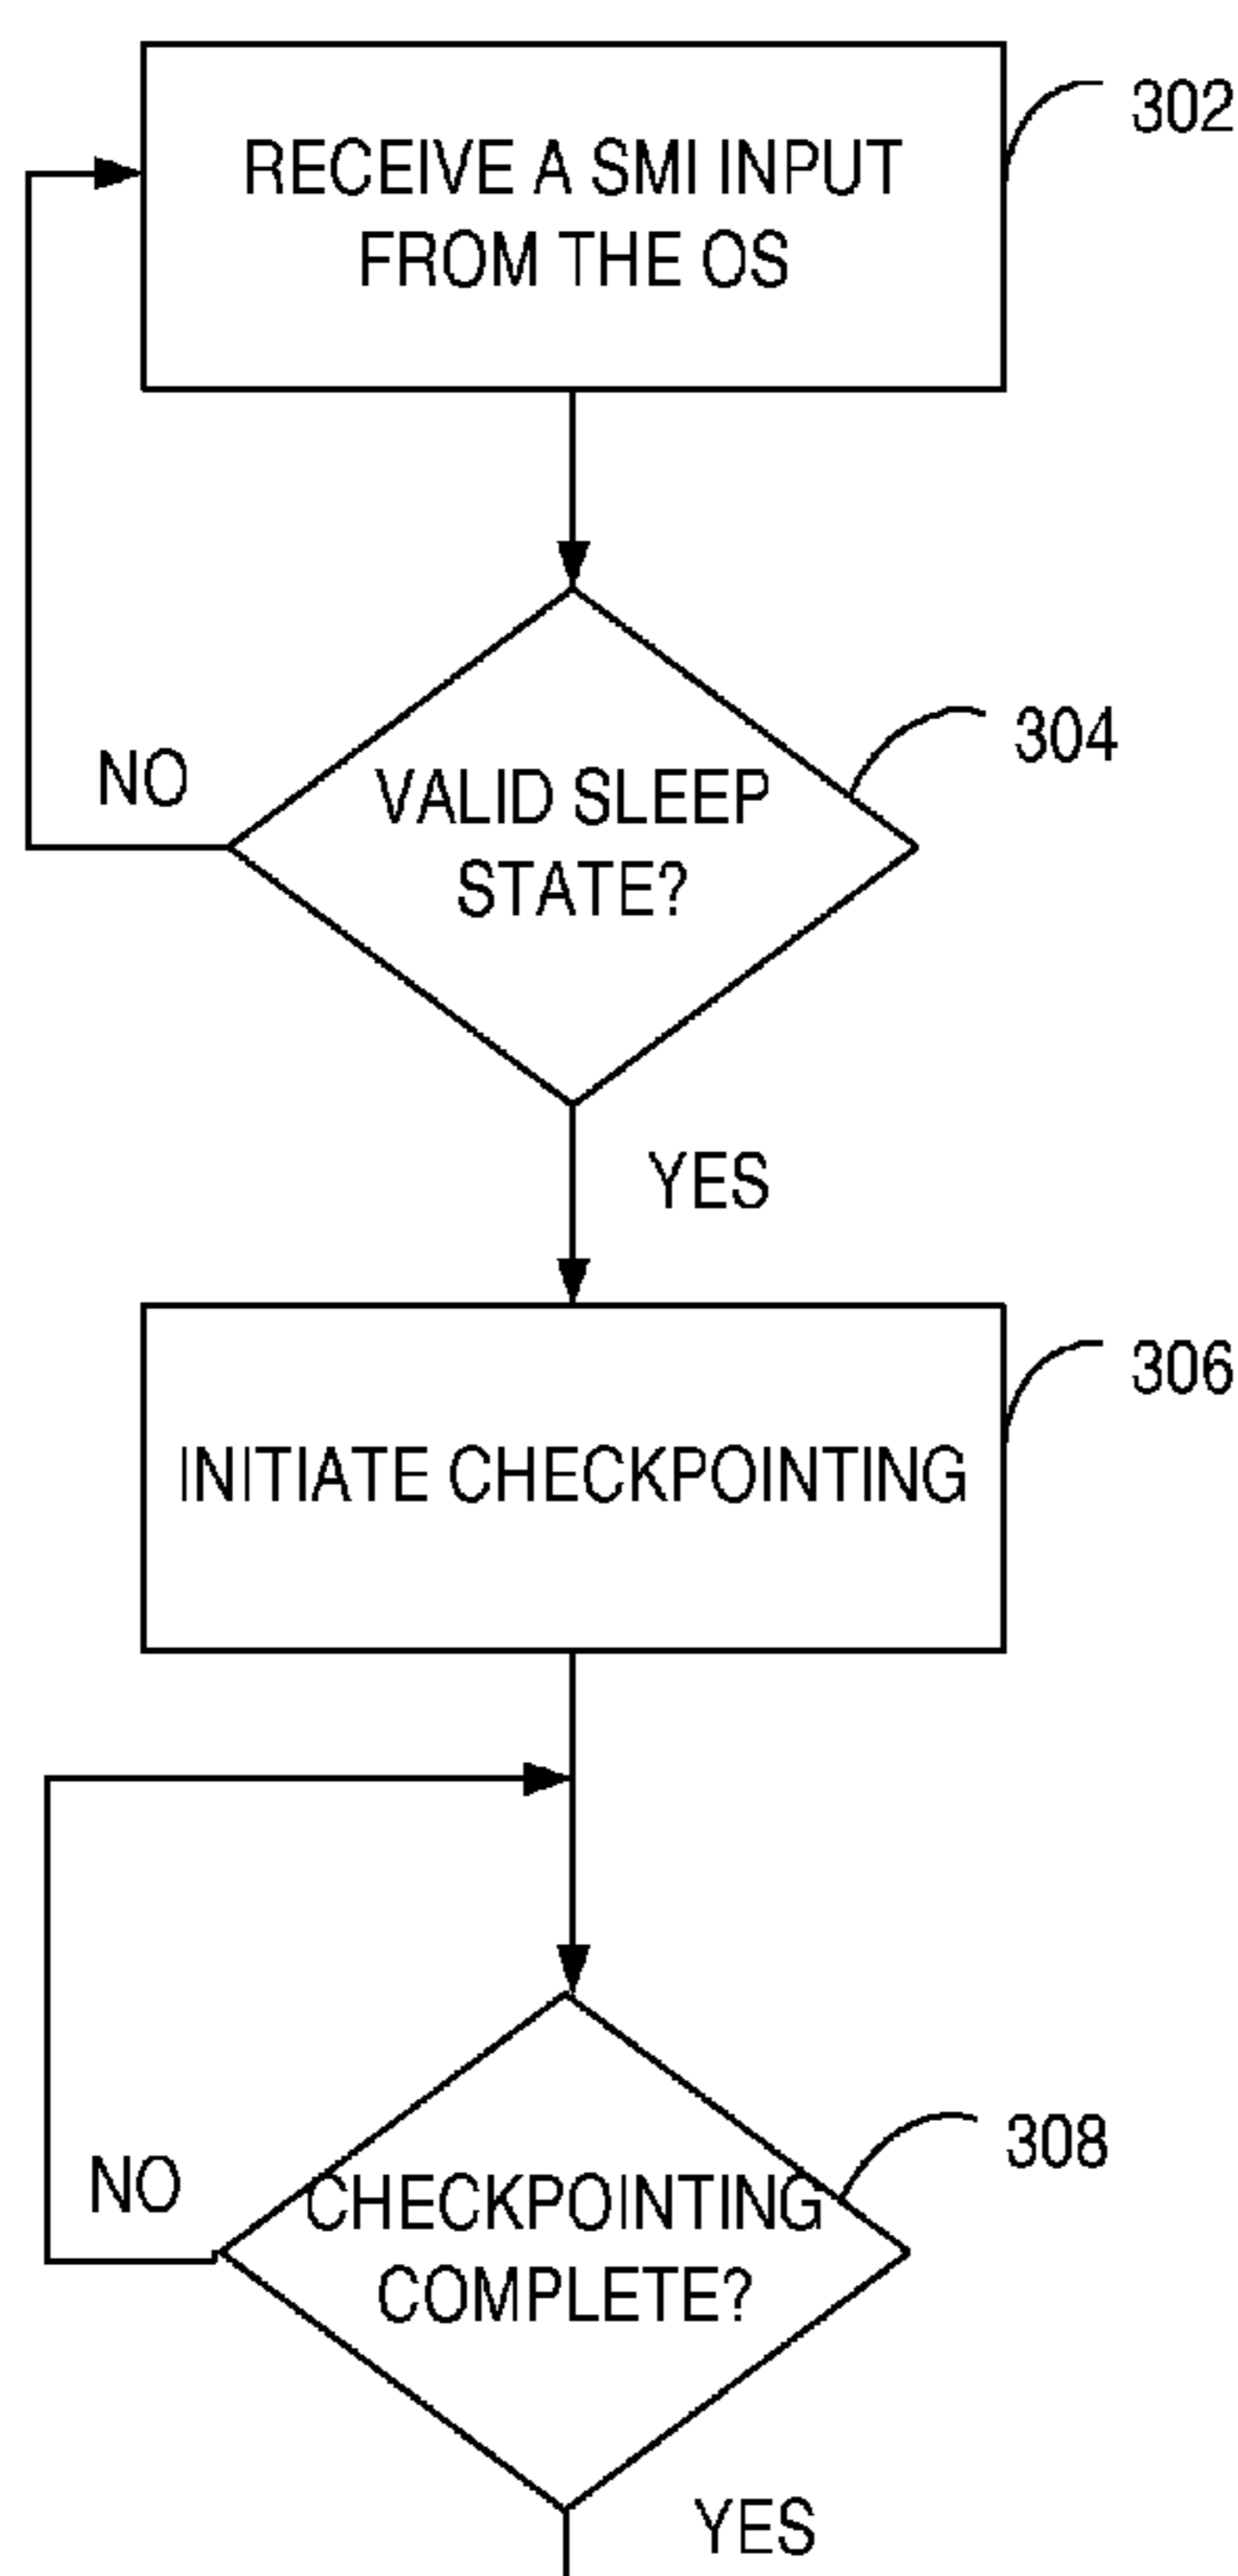 RECEIVE A SMI INPUT
FROM THE OS
302
VALID SLEEP
STATE?
304
NO
YES
INITIATE CHECKPOINTING
306
CHECKPOINTING
COMPLETE?
308
NO
YES